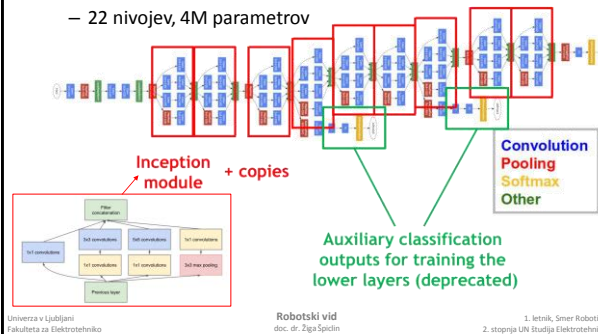 – 22 nivojev, 4M parametrov
Convolution
Pooling
Softmax
Other
Inception
module
+ copies
Filter
concatenation
3x3 convolutions
5x5 convolutions
1x1 convolutions
1x1 convolutions
1x1 convolutions
1x1 convolutions
3x3 max pooling
Previous layer
Auxiliary classification
outputs for training the
lower layers (deprecated)
Univerza v Ljubljani
Fakulteta za Elektrotehniko
Robotski vid
doc. dr. Žiga Špiclin
1. letnik, Smer Roboti
2. stopnja UN študija Elektrotehni